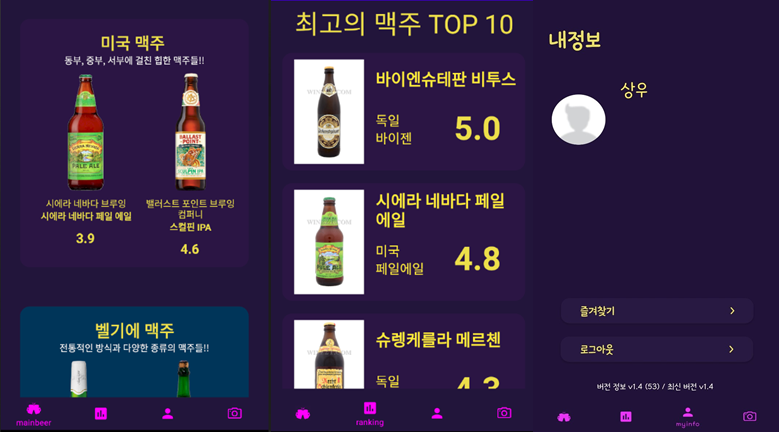 미국 맥주
동부, 중부, 서부에 걸친 힙한 맥주들!!
SIERRA NEVADA
PALE ALE
BALLAST POINT
SCULPIN IPA
시에라 네바다 브루잉
시에라 네바다 페일 에일
3.9
밸러스트 포인트 브루잉
컴퍼니
스컬핀 IPA
4.6
벨기에 맥주
전통적인 방식과 다양한 종류의 맥주들!!
mainbeer
최고의 맥주 TOP 10
바이엔슈테판 비투스
독일
바이젠
5.0
시에라 네바다 페일
에일
미국
페일에일
4.8
슈렝케를라 메르첸
독일
4.3
ranking
내정보
상우
즐겨찾기
로그아웃
버전 정보 v1.4 (53) / 최신 버전 v1.4
myinfo